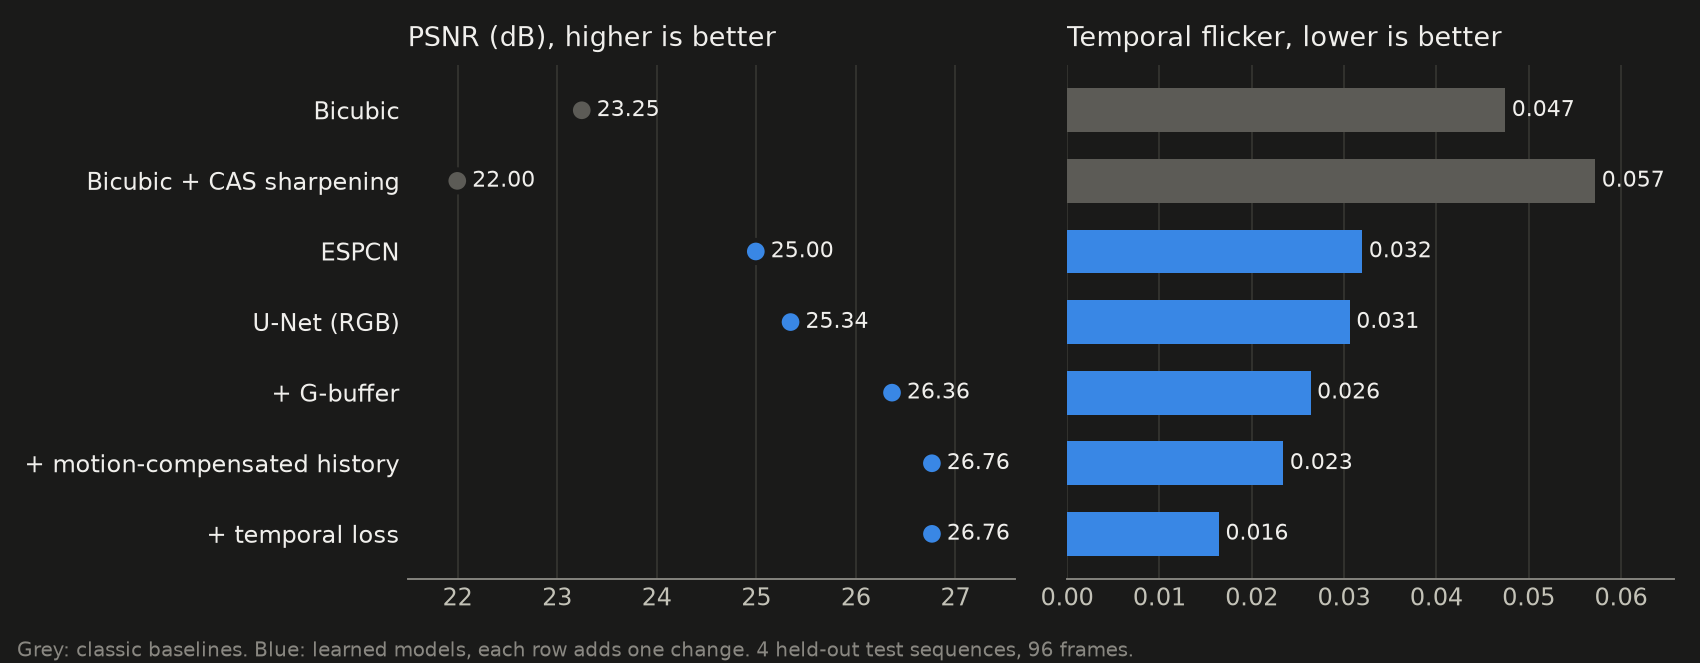 PSNR (dB), higher is better
Temporal flicker, lower is better
Bicubic 23.25 0.047
Bicubic + CAS sharpening 22.00 0.057
ESPCN 25.00 0.032
U-Net (RGB) 25.34 0.031
+ G-buffer 26.36 0.026
+ motion-compensated history 26.76 0.023
+ temporal loss 26.76 0.016
22 23 24 25 26 27
0.00 0.01 0.02 0.03 0.04 0.05 0.06
Grey: classic baselines. Blue: learned models, each row adds one change. 4 held-out test sequences, 96 frames.